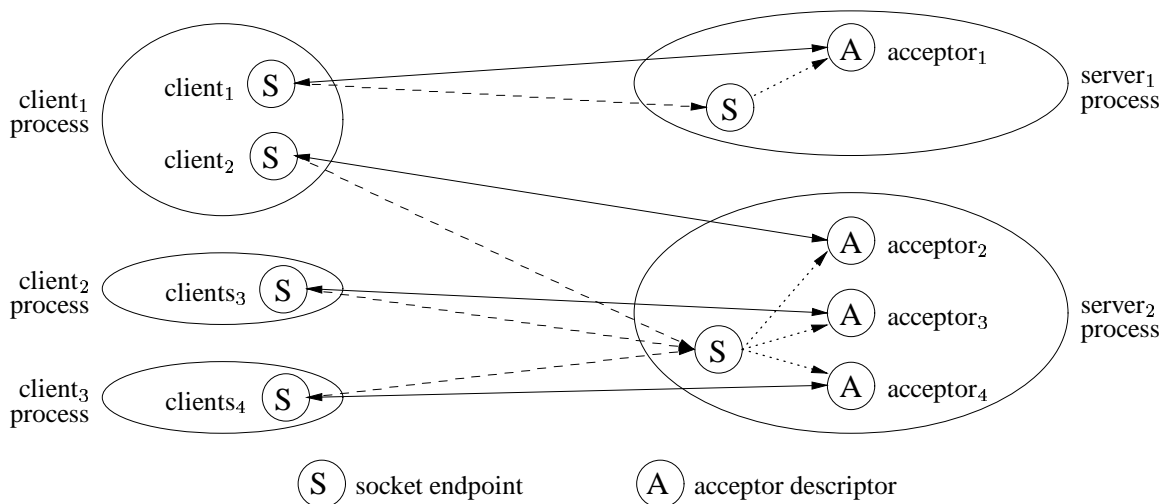 client₁ process
client₁ S
client₂ S
A acceptor₁
S
server₁ process
client₂ process
clients₃ S
client₃ process
clients₄ S
A acceptor₂
A acceptor₃
S
A acceptor₄
server₂ process
S socket endpoint
A acceptor descriptor